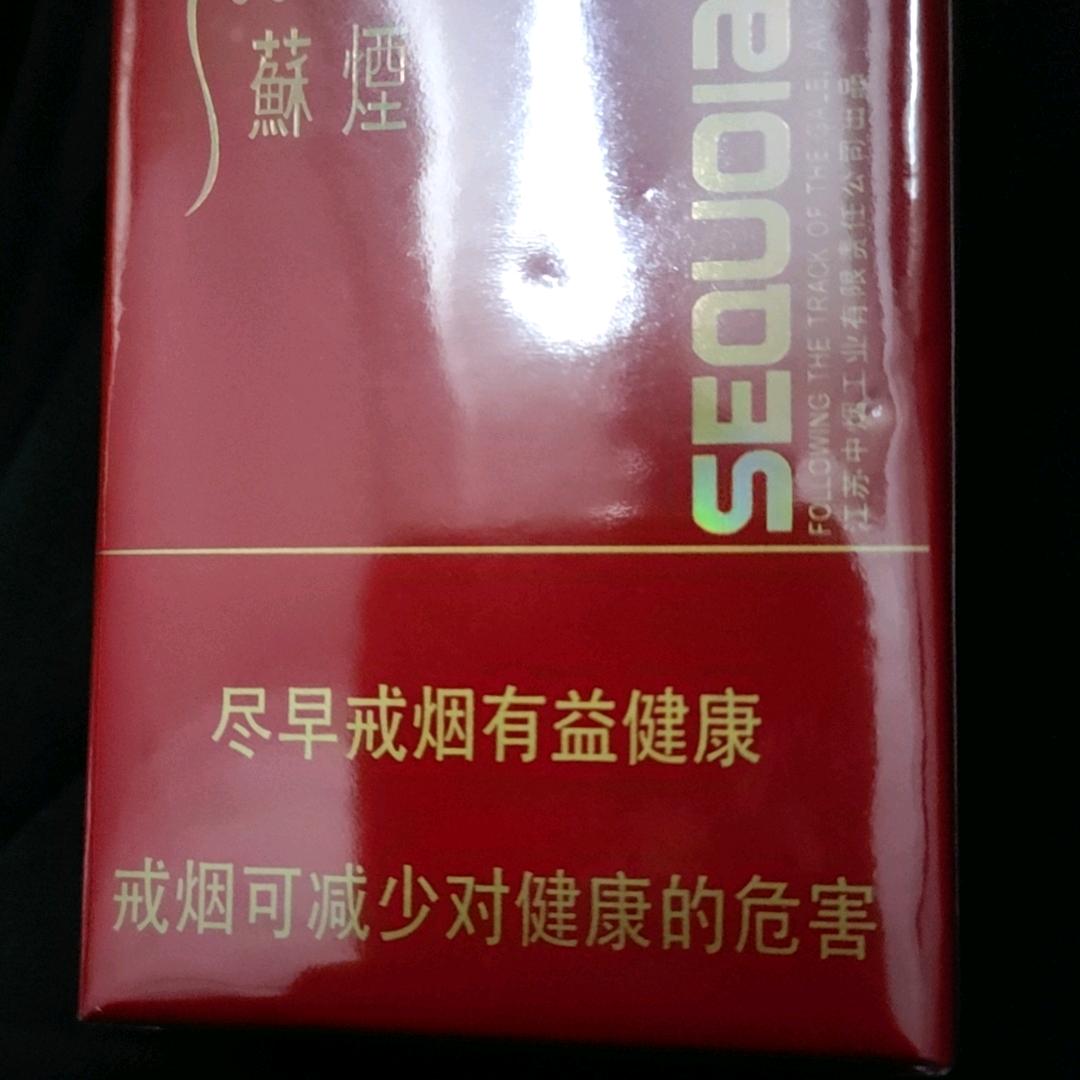 蘇煙
SEQUOIA
FOLLOWING THE TRACK OF THE
江苏中烟工业有限责任公司出品
尽早戒烟有益健康
戒烟可减少对健康的危害